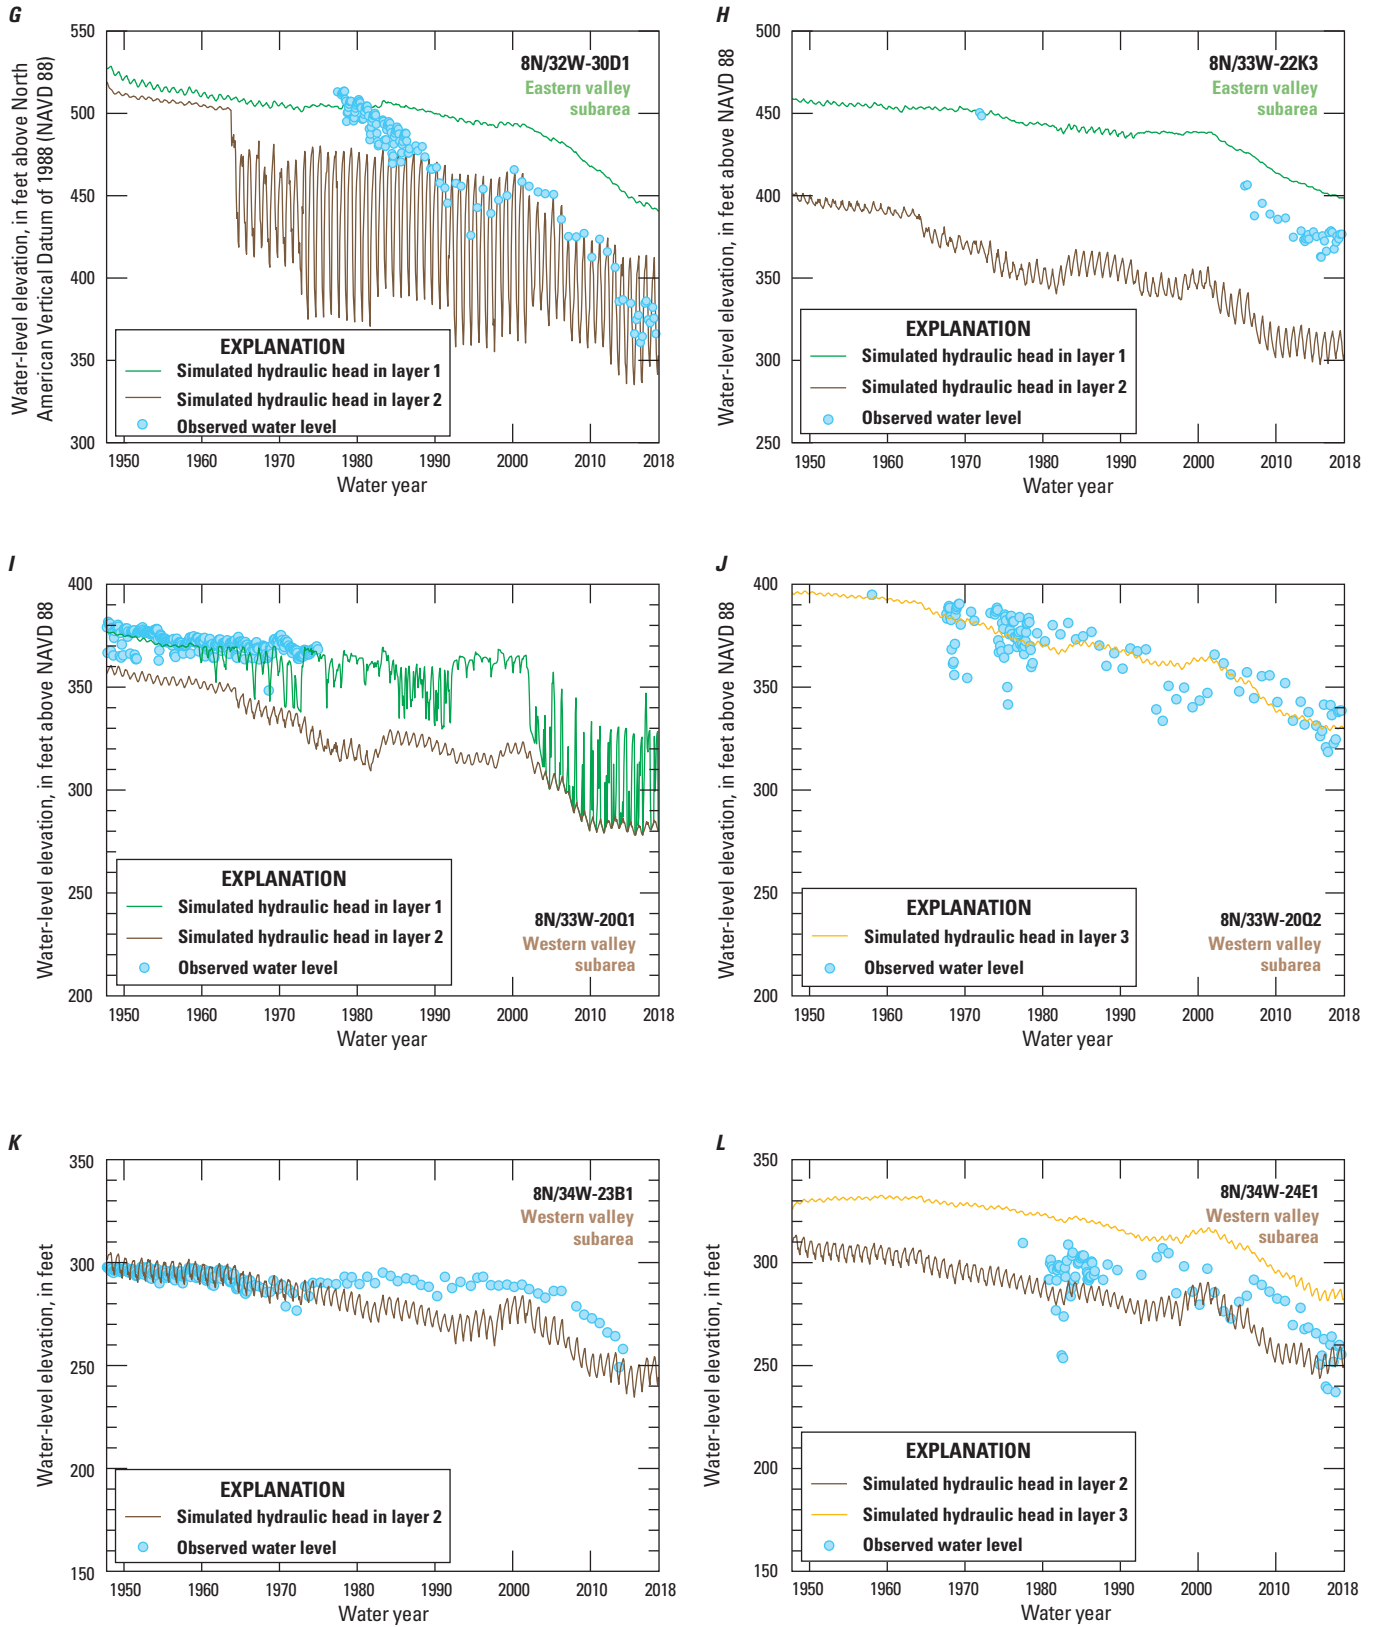 G
Water-level elevation, in feet above North
American Vertical Datum of 1988 (NAVD 88)
550
500
450
400
350
300
8N/32W-30D1
Eastern valley
subarea
EXPLANATION
Simulated hydraulic head in layer 1
Simulated hydraulic head in layer 2
Observed water level
1950 1960 1970 1980 1990 2000 2010 2018
Water year
H
Water-level elevation, in feet above NAVD 88
500
450
400
350
300
250
8N/33W-22K3
Eastern valley
subarea
EXPLANATION
Simulated hydraulic head in layer 1
Simulated hydraulic head in layer 2
Observed water level
1950 1960 1970 1980 1990 2000 2010 2018
Water year
I
Water-level elevation, in feet above NAVD 88
400
350
300
250
200
EXPLANATION
Simulated hydraulic head in layer 1
Simulated hydraulic head in layer 2
Observed water level
8N/33W-20Q1
Western valley
subarea
1950 1960 1970 1980 1990 2000 2010 2018
Water year
J
Water-level elevation, in feet above NAVD 88
400
350
300
250
200
EXPLANATION
Simulated hydraulic head in layer 3
Observed water level
8N/33W-20Q2
Western valley
subarea
1950 1960 1970 1980 1990 2000 2010 2018
Water year
K
Water-level elevation, in feet
350
300
250
200
150
8N/34W-23B1
Western valley
subarea
EXPLANATION
Simulated hydraulic head in layer 2
Observed water level
1950 1960 1970 1980 1990 2000 2010 2018
Water year
L
Water-level elevation, in feet
350
300
250
200
150
8N/34W-24E1
Western valley
subarea
EXPLANATION
Simulated hydraulic head in layer 2
Simulated hydraulic head in layer 3
Observed water level
1950 1960 1970 1980 1990 2000 2010 2018
Water year